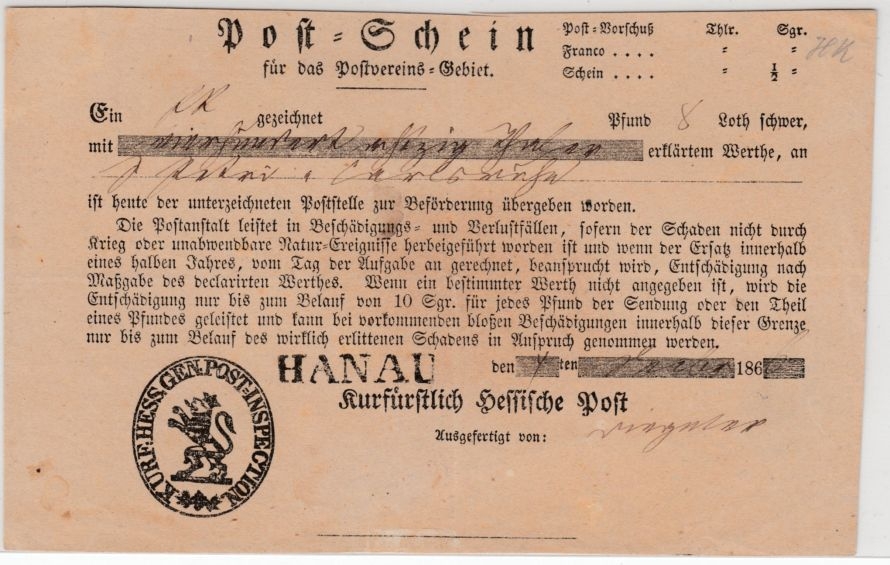 Post-Schein
für das Postvereins-Gebiet.
Post-Vorschuß Thlr. Sgr.
Franco . . . . " "
Schein . . . . " ½ "
HK
Ein gezeichnet Pfund 8 Loth schwer,
mit vierhundert achtzig Thaler erklärtem Werthe, an
Petri Carlsruhe
ist heute der unterzeichneten Poststelle zur Beförderung übergeben worden.
Die Postanstalt leistet in Beschädigungs- und Verlustfällen, sofern der Schaden nicht durch
Krieg oder unabwendbare Natur-Ereignisse herbeigeführt worden ist und wenn der Ersatz innerhalb
eines halben Jahres, vom Tag der Aufgabe an gerechnet, beansprucht wird, Entschädigung nach
Maßgabe des declarirten Werthes. Wenn ein bestimmter Werth nicht angegeben ist, wird die
Entschädigung nur bis zum Belauf von 10 Sgr. für jedes Pfund der Sendung oder den Theil
eines Pfundes geleistet und kann bei vorkommenden bloßen Beschädigungen innerhalb dieser Grenze
nur bis zum Belauf des wirklich erlittenen Schadens in Anspruch genommen werden.
HANAU den ten 186
Kurfürstlich Hessische Post
Ausgefertigt von:
KURF: HESS. GEN. POST-INSPECTION